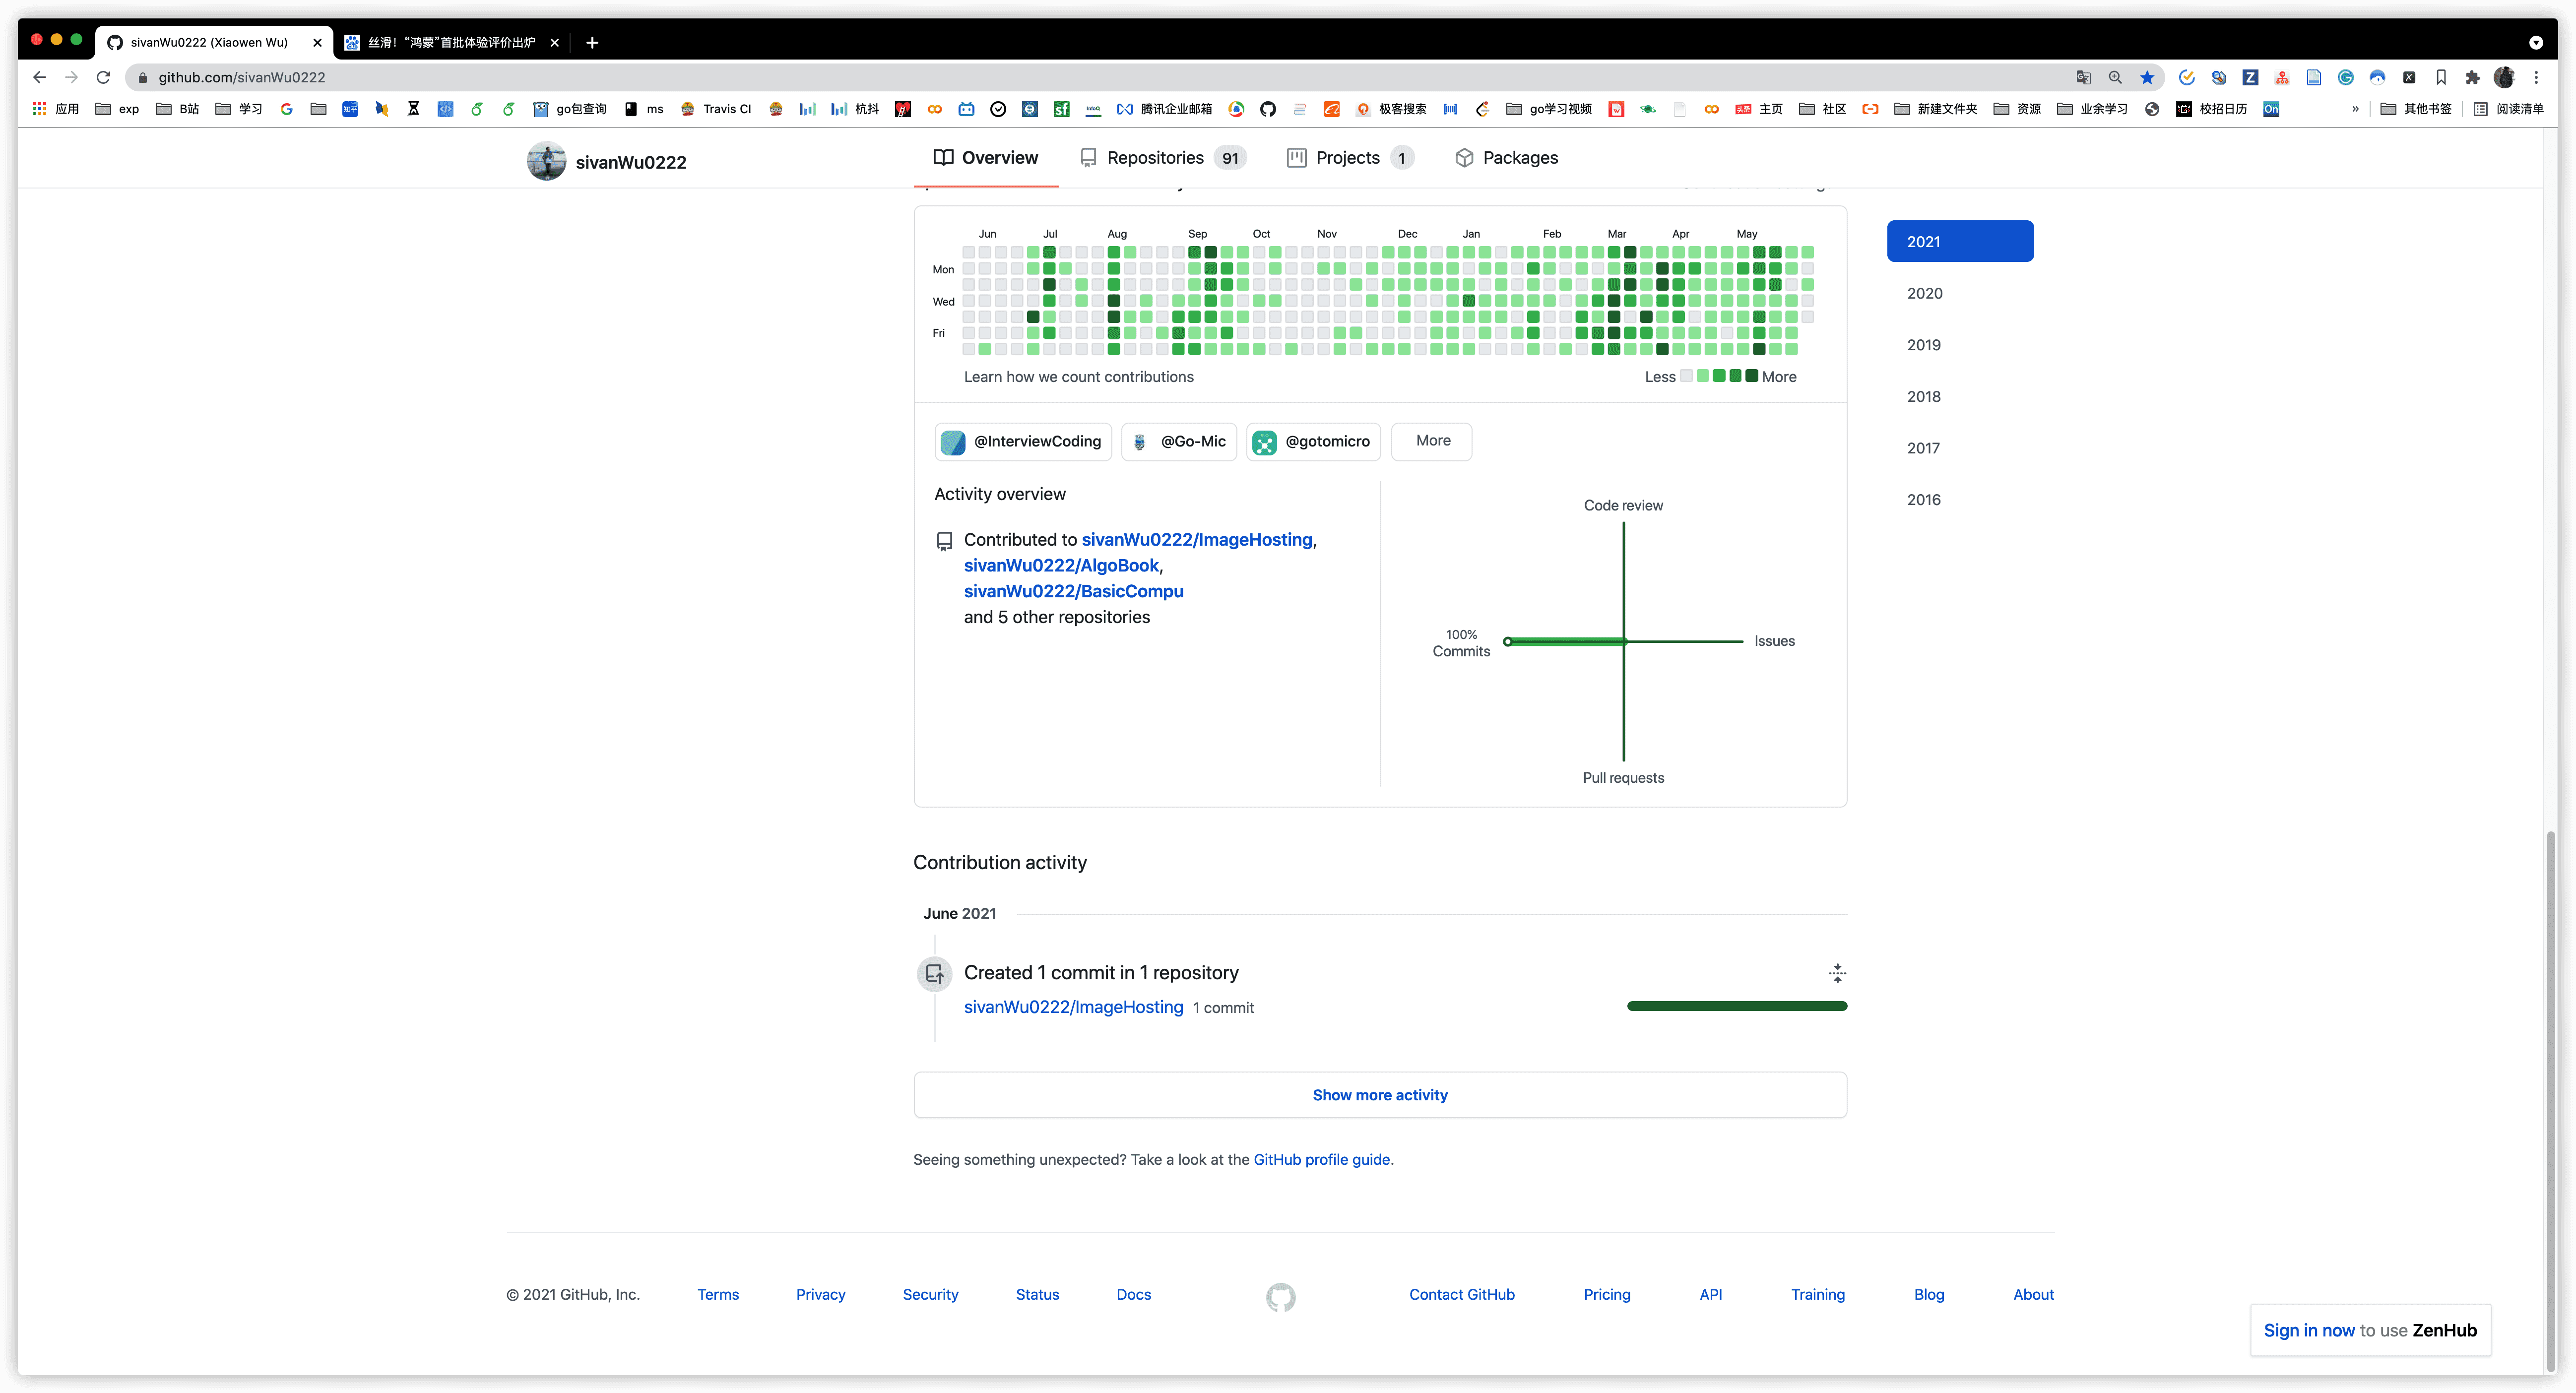 sivanWu0222 (Xiaowen Wu)
丝滑！“鸿蒙”首批体验评价出炉
github.com/sivanWu0222
应用 exp B站 学习 go包查询 ms Travis CI 杭抖 腾讯企业邮箱 极客搜索 go学习视频 主页 社区 新建文件夹 资源 业余学习 校招日历 On » 其他书签 阅读清单
sivanWu0222
Overview Repositories 91 Projects 1 Packages
Jun Jul Aug Sep Oct Nov Dec Jan Feb Mar Apr May
Mon
Wed
Fri
Learn how we count contributions
Less More
2021
2020
2019
2018
2017
2016
@InterviewCoding @Go-Mic @gotomicro More
Activity overview
Contributed to sivanWu0222/ImageHosting,
sivanWu0222/AlgoBook,
sivanWu0222/BasicCompu
and 5 other repositories
Code review
100%
Commits
Issues
Pull requests
Contribution activity
June 2021
Created 1 commit in 1 repository
sivanWu0222/ImageHosting 1 commit
Show more activity
Seeing something unexpected? Take a look at the GitHub profile guide.
© 2021 GitHub, Inc. Terms Privacy Security Status Docs Contact GitHub Pricing API Training Blog About
Sign in now to use ZenHub